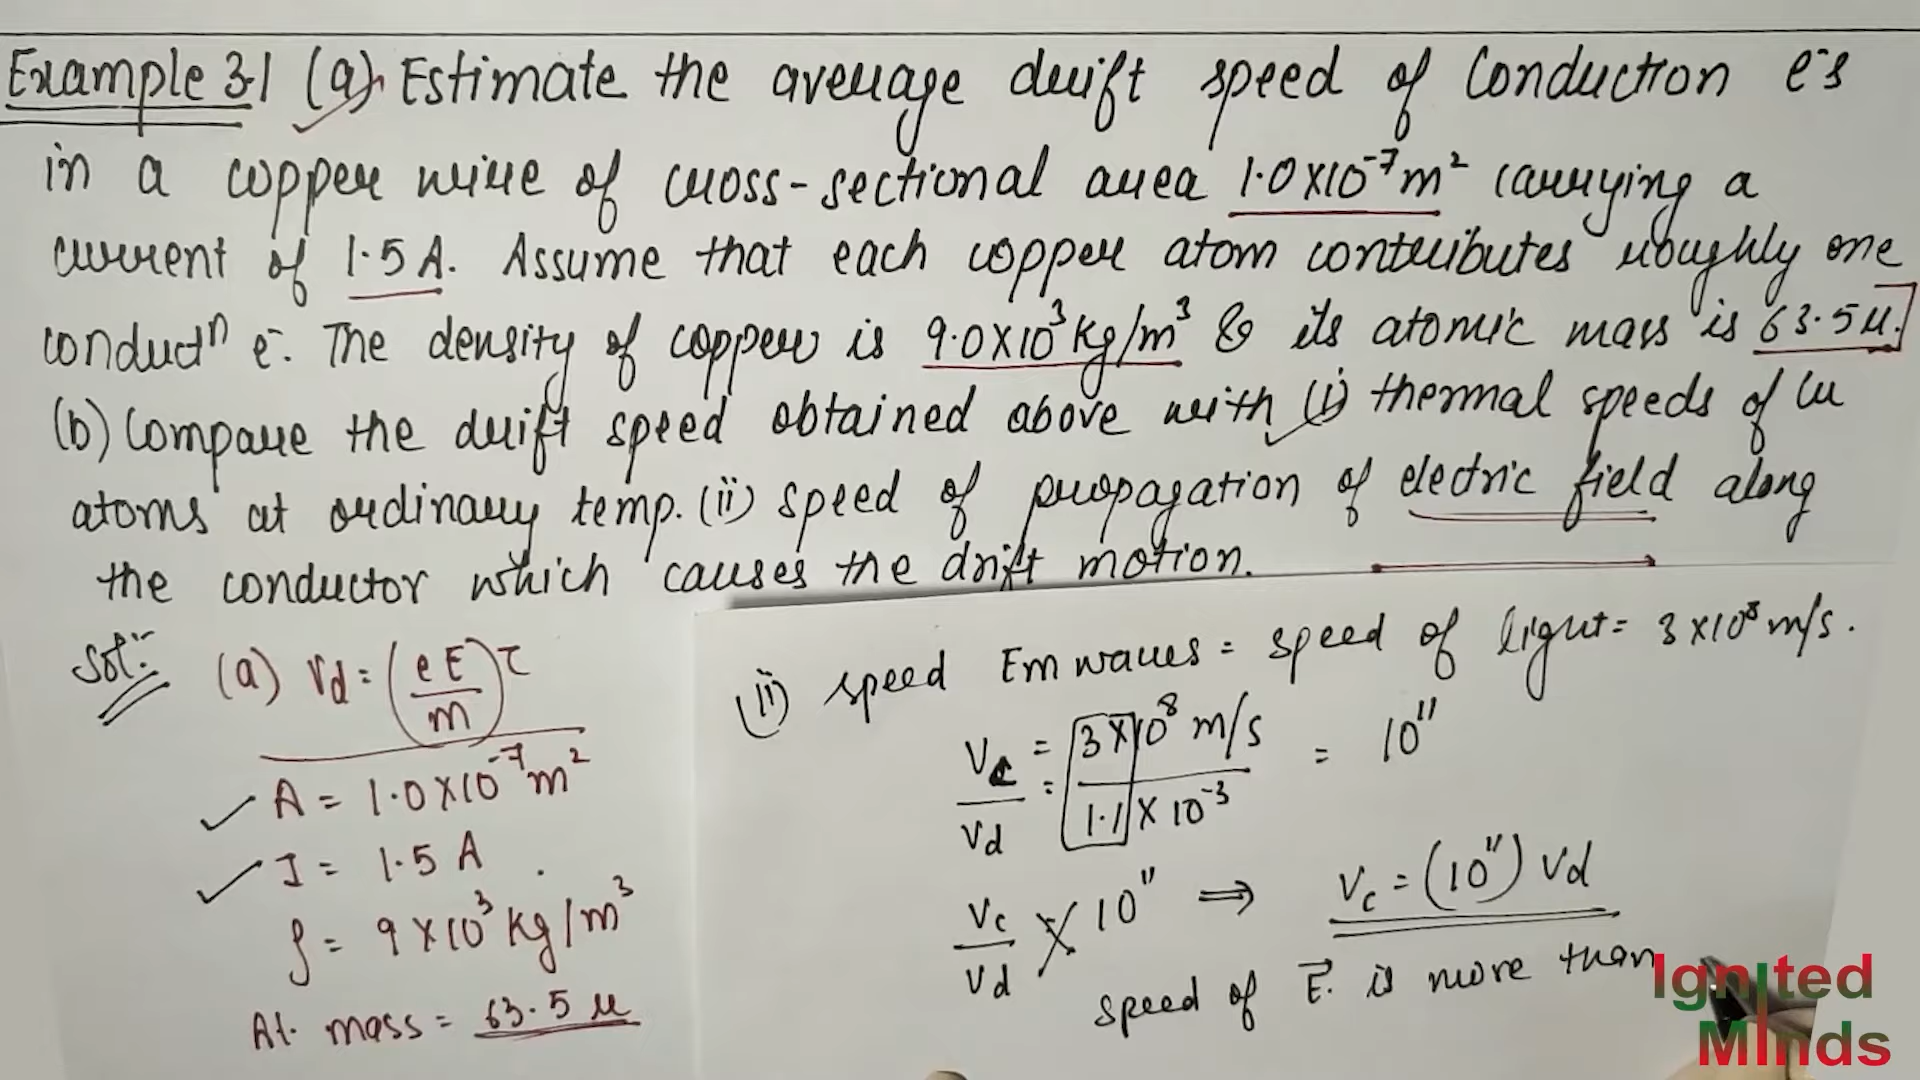 Example 3.1 (a) Estimate the average drift speed of conduction e⁻s
in a copper wire of cross-sectional area 1.0×10⁻⁷m² carrying a
current of 1.5 A. Assume that each copper atom contributes roughly one
conductⁿ e⁻. The density of copper is 9.0×10³ kg/m³ & its atomic mass is 63.5 u.
(b) Compare the drift speed obtained above with (i) thermal speeds of Cu
atoms at ordinary temp. (ii) speed of propagation of electric field along
the conductor which causes the drift motion.
Sol:-
(a) Vd = (eE/m) τ
A = 1.0×10⁻⁷m²
I = 1.5 A
ρ = 9×10³ kg/m³
At. mass = 63.5 u
(ii) speed Em waves = speed of light = 3×10⁸ m/s.
Vc/Vd = 3×10⁸ m/s / 1.1×10⁻³ = 10¹¹
Vc/Vd × 10¹¹ ⇒ Vc = (10¹¹) Vd
speed of E⃗. is more than
Ignited
Minds